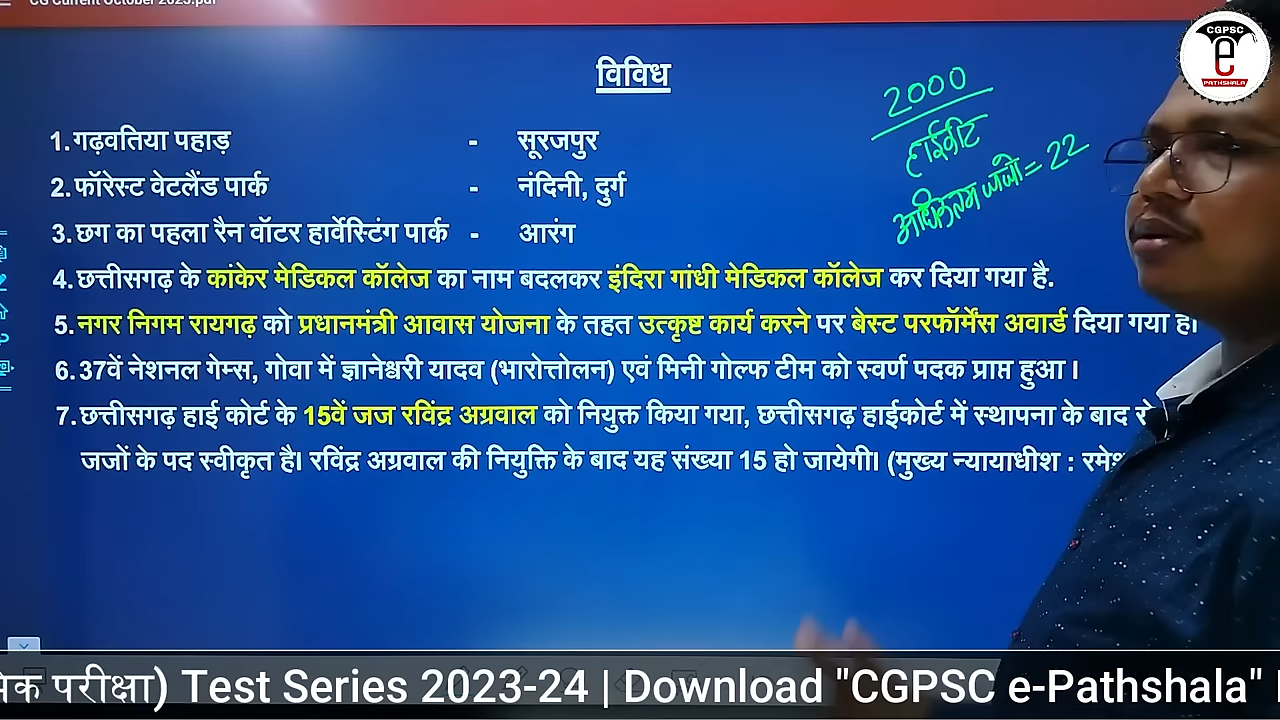 CG Current October 2023.pdf
CGPSC
e
PATHSHALA
विविध
2000
हाईकोर्ट
अधिकतम जजो = 22
1. गढ़वतिया पहाड़ - सूरजपुर
2. फॉरेस्ट वेटलैंड पार्क - नंदिनी, दुर्ग
3. छग का पहला रैन वॉटर हार्वेस्टिंग पार्क - आरंग
4. छत्तीसगढ़ के कांकेर मेडिकल कॉलेज का नाम बदलकर इंदिरा गांधी मेडिकल कॉलेज कर दिया गया है.
5. नगर निगम रायगढ़ को प्रधानमंत्री आवास योजना के तहत उत्कृष्ट कार्य करने पर बेस्ट परफॉर्मेंस अवार्ड दिया गया है।
6. 37वें नेशनल गेम्स, गोवा में ज्ञानेश्वरी यादव (भारोत्तोलन) एवं मिनी गोल्फ टीम को स्वर्ण पदक प्राप्त हुआ ।
7. छत्तीसगढ़ हाई कोर्ट के 15वें जज रविंद्र अग्रवाल को नियुक्त किया गया, छत्तीसगढ़ हाईकोर्ट में स्थापना के बाद
जजों के पद स्वीकृत है। रविंद्र अग्रवाल की नियुक्ति के बाद यह संख्या 15 हो जायेगी। (मुख्य न्यायाधीश :
परीक्षा) Test Series 2023-24 | Download "CGPSC e-Pathshala"